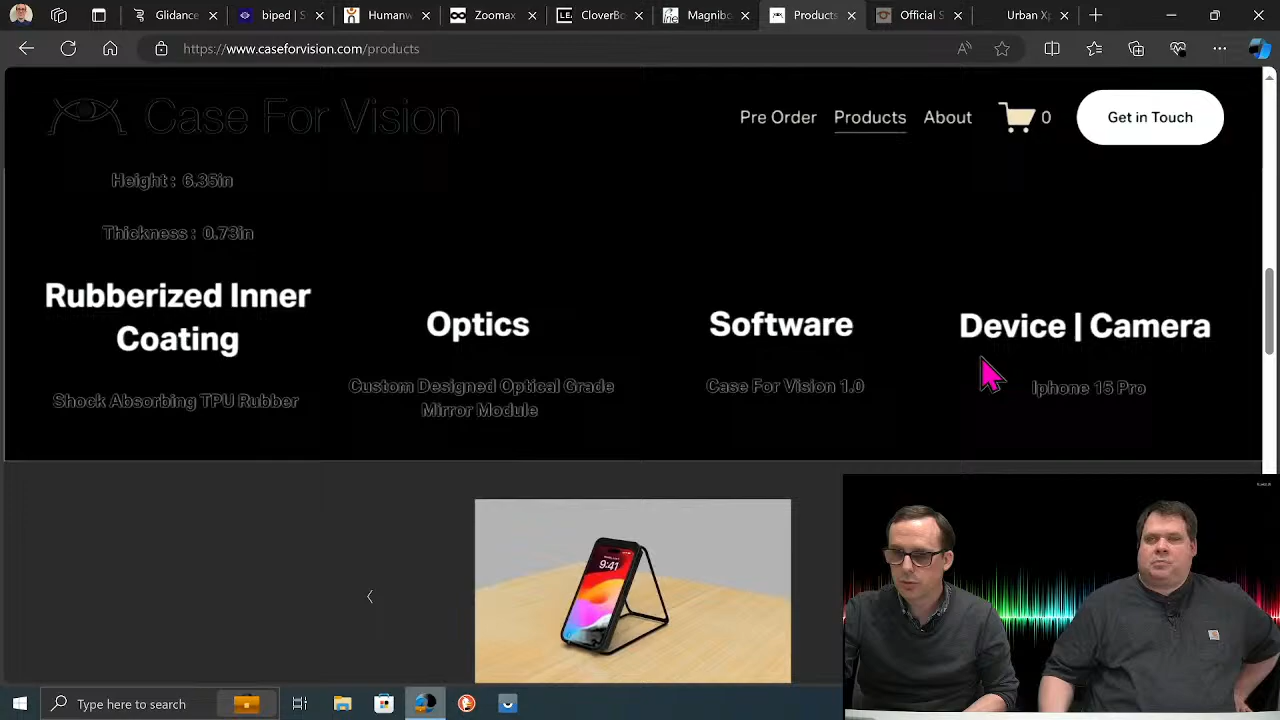 Glidance
biped | S
Humanw
Zooma
CloverBo
Magnibo
Products
Official S
Urban Xp
https://www.caseforvision.com/products
Case For Vision
Pre Order
Products
About
0
Get in Touch
Height : 6.35in
Thickness : 0.73in
Rubberized Inner
Coating
Optics
Software
Device | Camera
Shock Absorbing TPU Rubber
Custom Designed Optical Grade
Mirror Module
Case For Vision 1.0
Iphone 15 Pro
9:41
Type here to search